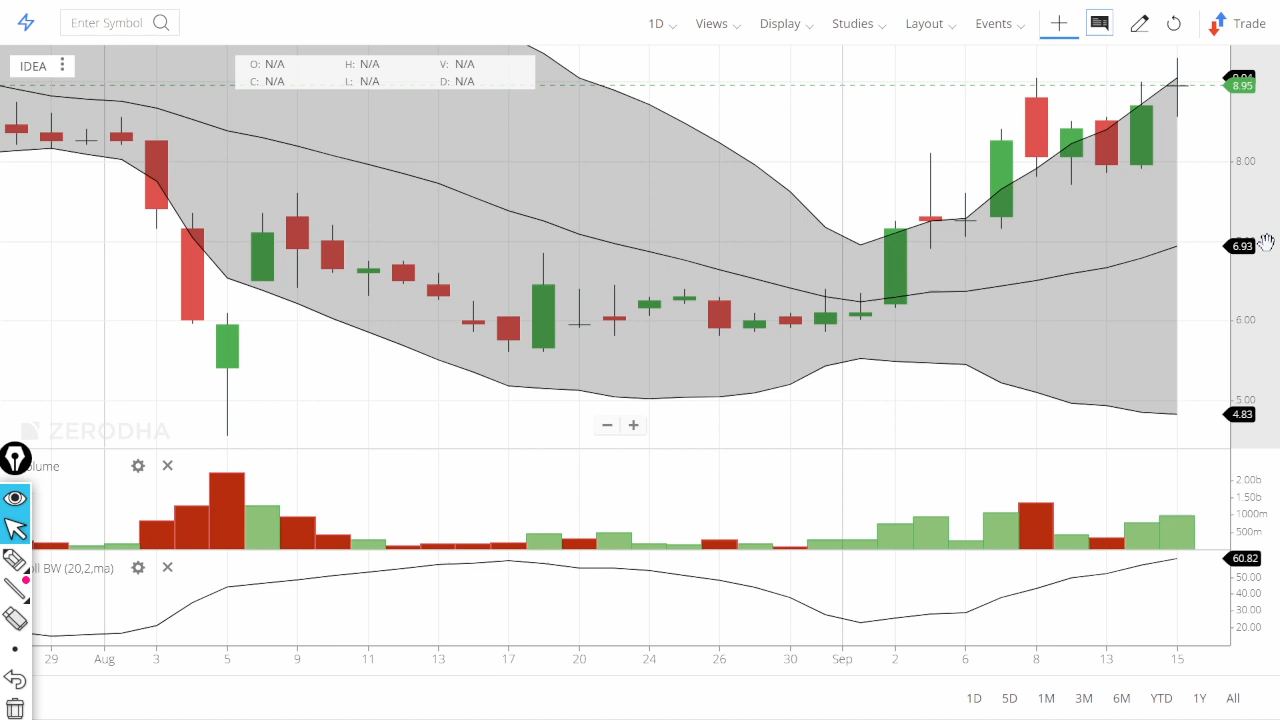 Enter Symbol 1D Views Display Studies Layout Events Trade
IDEA
O: N/A H: N/A V: N/A
C: N/A L: N/A D: N/A
8.95
8.00
6.93
6.00
5.00
4.83
ZERODHA
− +
olume
2.00b
1.50b
1000m
500m
oll BW (20,2,ma)
60.82
50.00
40.00
30.00
20.00
29 Aug 3 5 9 11 13 17 20 24 26 30 Sep 2 6 8 13 15
1D 5D 1M 3M 6M YTD 1Y All